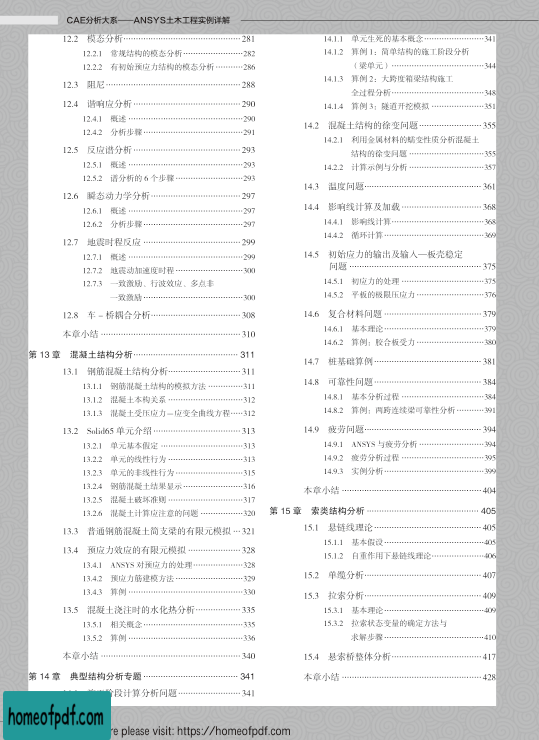 CAE分析大系——ANSYS土木工程实例详解
12.2 模态分析 281
12.2.1 常规结构的模态分析 282
12.2.2 有初始预应力结构的模态分析 286
12.3 阻尼 288
12.4 谐响应分析 290
12.4.1 概述 290
12.4.2 分析步骤 291
12.5 反应谱分析 293
12.5.1 概述 293
12.5.2 谱分析的6个步骤 293
12.6 瞬态动力学分析 297
12.6.1 概述 297
12.6.2 分析步骤 297
12.7 地震时程反应 299
12.7.1 概述 299
12.7.2 地震动加速度时程 300
12.7.3 一致激励、行波效应、多点非
一致激励 300
12.8 车–桥耦合分析 308
本章小结 310
第 13 章 混凝土结构分析 311
13.1 钢筋混凝土结构分析 311
13.1.1 钢筋混凝土结构的模拟方法 311
13.1.2 混凝土本构关系 312
13.1.3 混凝土受压应力—应变全曲线方程 312
13.2 Solid65单元介绍 313
13.2.1 单元基本假定 313
13.2.2 单元的线性行为 313
13.2.3 单元的非线性行为 315
13.2.4 钢筋混凝土结果显示 316
13.2.5 混凝土破坏准则 317
13.2.6 混凝土计算应注意的问题 320
13.3 普通钢筋混凝土简支梁的有限元模拟 321
13.4 预应力效应的有限元模拟 328
13.4.1 ANSYS对预应力的处理 328
13.4.2 预应力筋建模方法 329
13.4.3 算例 330
13.5 混凝土浇注时的水化热分析 335
13.5.1 相关概念 335
13.5.2 算例 336
本章小结 340
第 14 章 典型结构分析专题 341
阶段计算分析问题 341
14.1.1 单元生死的基本概念 341
14.1.2 算例1：简单结构的施工阶段分析
（梁单元） 344
14.1.3 算例2：大跨度箱梁结构施工
全过程分析 348
14.1.4 算例3：隧道开挖模拟 351
14.2 混凝土结构的徐变问题 355
14.2.1 利用金属材料的蠕变性质分析混凝土
结构的徐变问题 355
14.2.2 计算示例与分析 357
14.3 温度问题 361
14.4 影响线计算及加载 368
14.4.1 影响线计算 368
14.4.2 循环计算 369
14.5 初始应力的输出及输入—板壳稳定
问题 375
14.5.1 初应力的处理 375
14.5.2 平板的极限压应力 376
14.6 复合材料问题 379
14.6.1 基本理论 379
14.6.2 算例：胶合板受力 380
14.7 桩基础算例 381
14.8 可靠性问题 384
14.8.1 基本分析过程 384
14.8.2 算例：两跨连续梁可靠性分析 391
14.9 疲劳问题 394
14.9.1 ANSYS与疲劳分析 394
14.9.2 疲劳分析过程 395
14.9.3 实例分析 399
本章小结 404
第 15 章 索类结构分析 405
15.1 悬链线理论 405
15.1.1 基本假设 405
15.1.2 自重作用下悬链线理论 406
15.2 单缆分析 407
15.3 拉索分析 409
15.3.1 基本理论 409
15.3.2 拉索状态变量的确定方法与
求解步骤 410
15.4 悬索桥整体分析 417
本章小结 428
homeofpdf.com
re please visit: https://homeofpdf.com